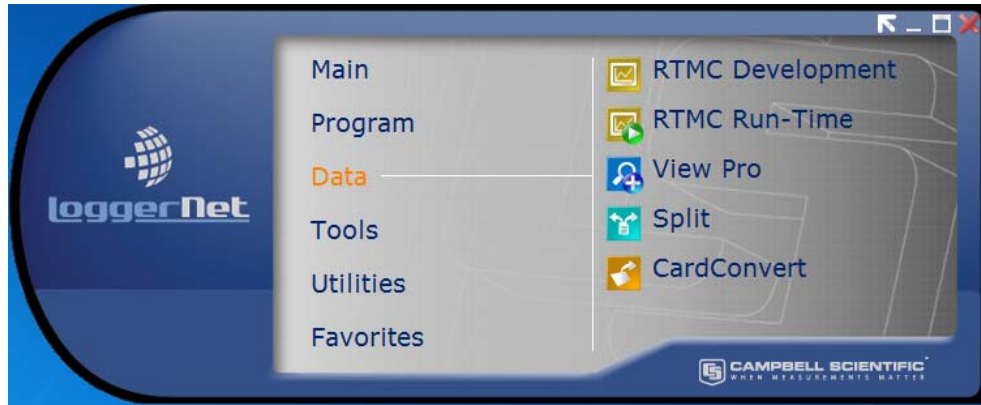 LoggerNet
Main
Program
Data
Tools
Utilities
Favorites
RTMC Development
RTMC Run-Time
View Pro
Split
CardConvert
CAMPBELL SCIENTIFIC
WHEN MEASUREMENTS MATTER